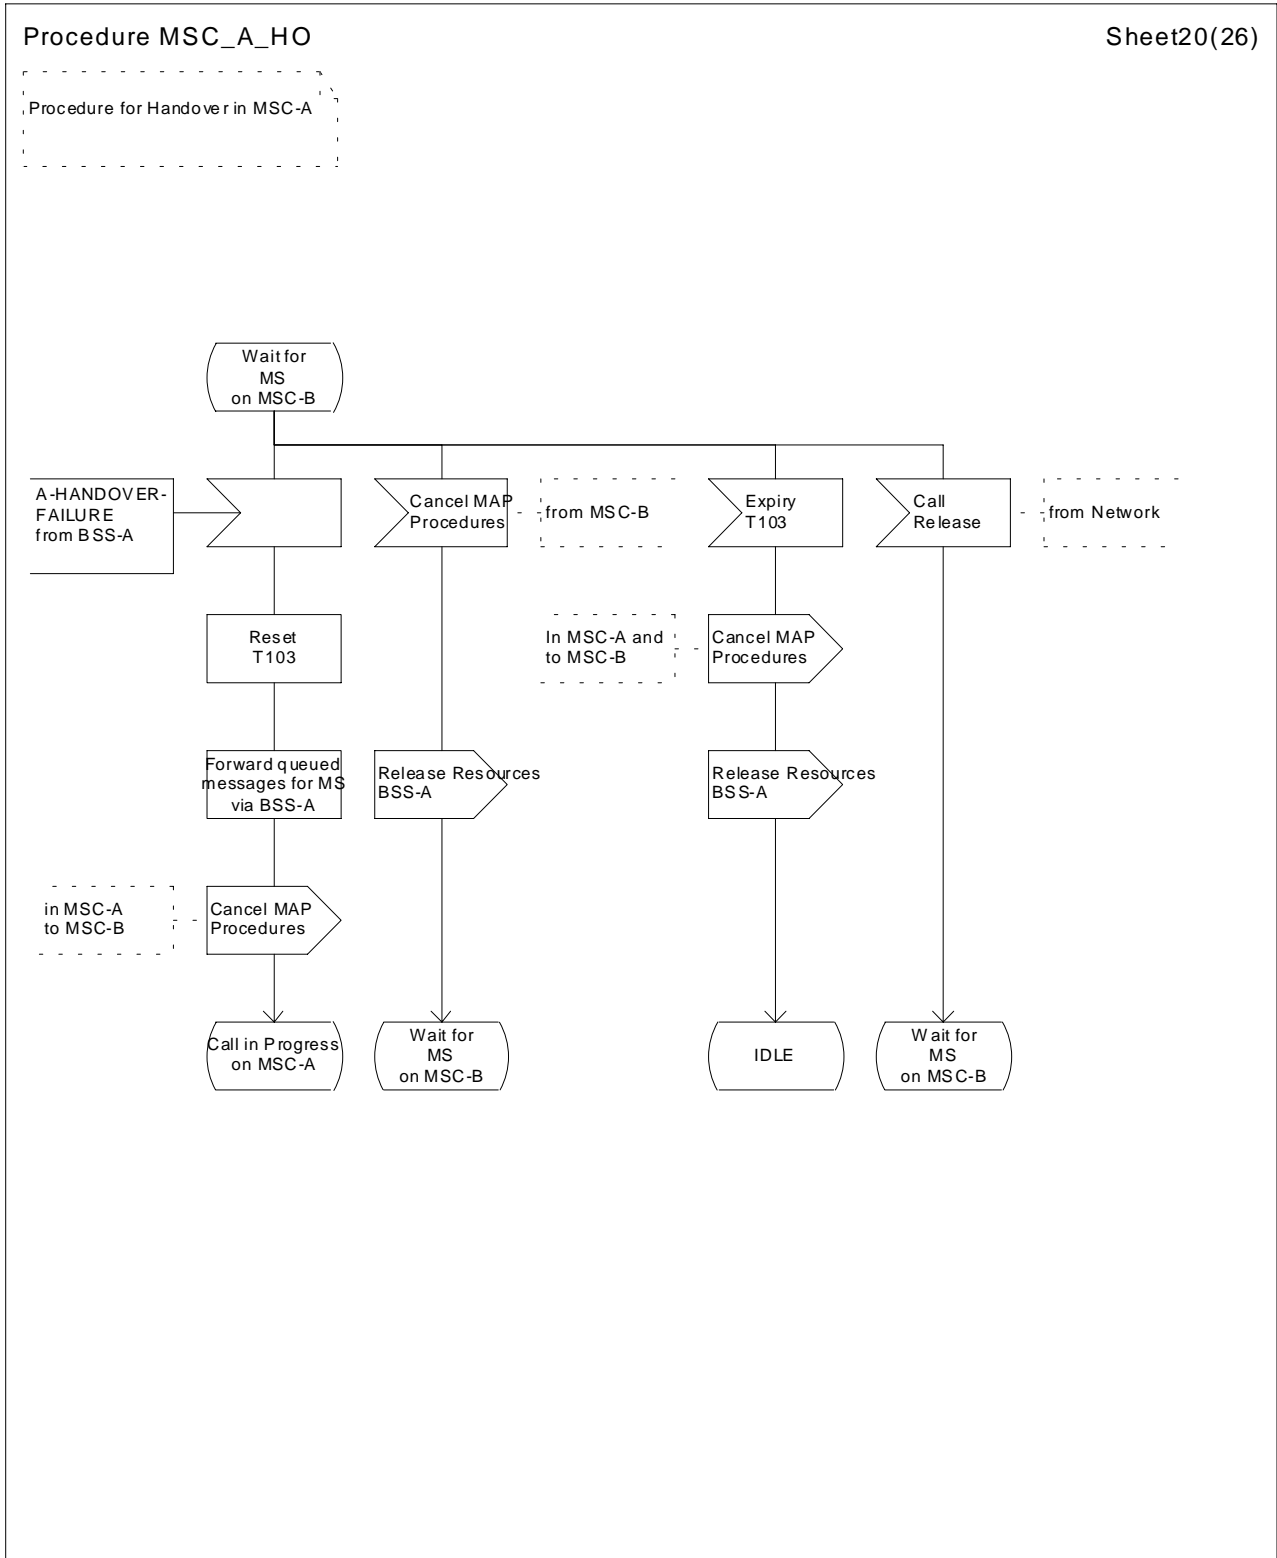 Procedure MSC_A_HO
Sheet20(26)
Procedure for Handover in MSC-A
Wait for
MS
on MSC-B
A-HANDOVER-
FAILURE
from BSS-A
Cancel MAP
Procedures
from MSC-B
Expiry
T103
Call
Release
from Network
Reset
T103
In MSC-A and
to MSC-B
Cancel MAP
Procedures
Forward queued
messages for MS
via BSS-A
Release Resources
BSS-A
Release Resources
BSS-A
in MSC-A
to MSC-B
Cancel MAP
Procedures
Call in Progress
on MSC-A
Wait for
MS
on MSC-B
IDLE
Wait for
MS
on MSC-B